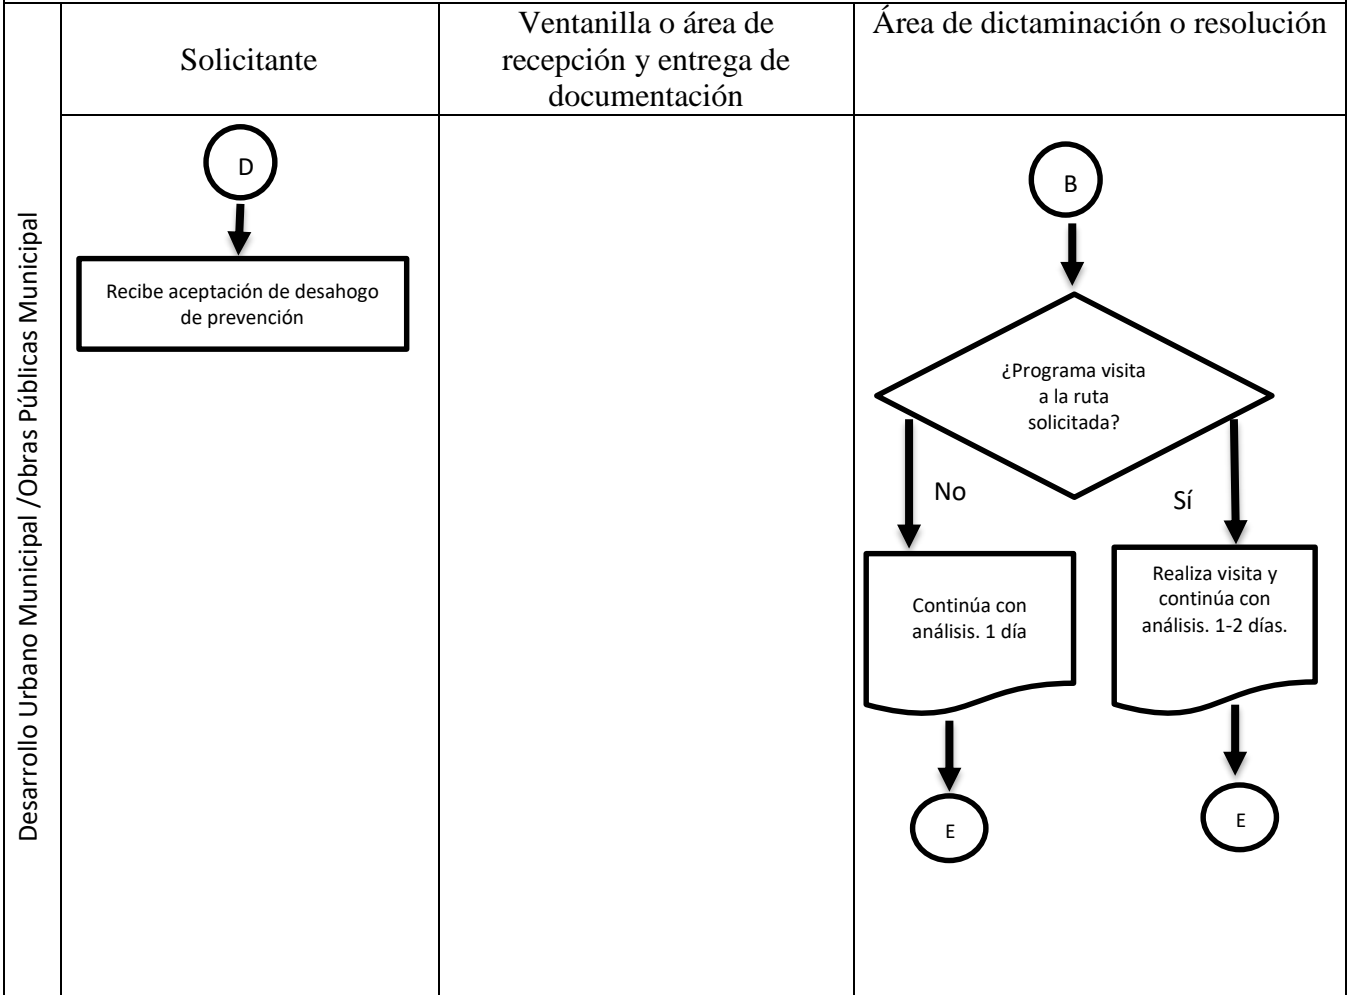 Solicitante
Ventanilla o área de
recepción y entrega de
documentación
Área de dictaminación o resolución
Desarrollo Urbano Municipal /Obras Públicas Municipal
D
Recibe aceptación de desahogo
de prevención
B
¿Programa visita
a la ruta
solicitada?
No
Sí
Continúa con
análisis. 1 día
Realiza visita y
continúa con
análisis. 1-2 días.
E
E